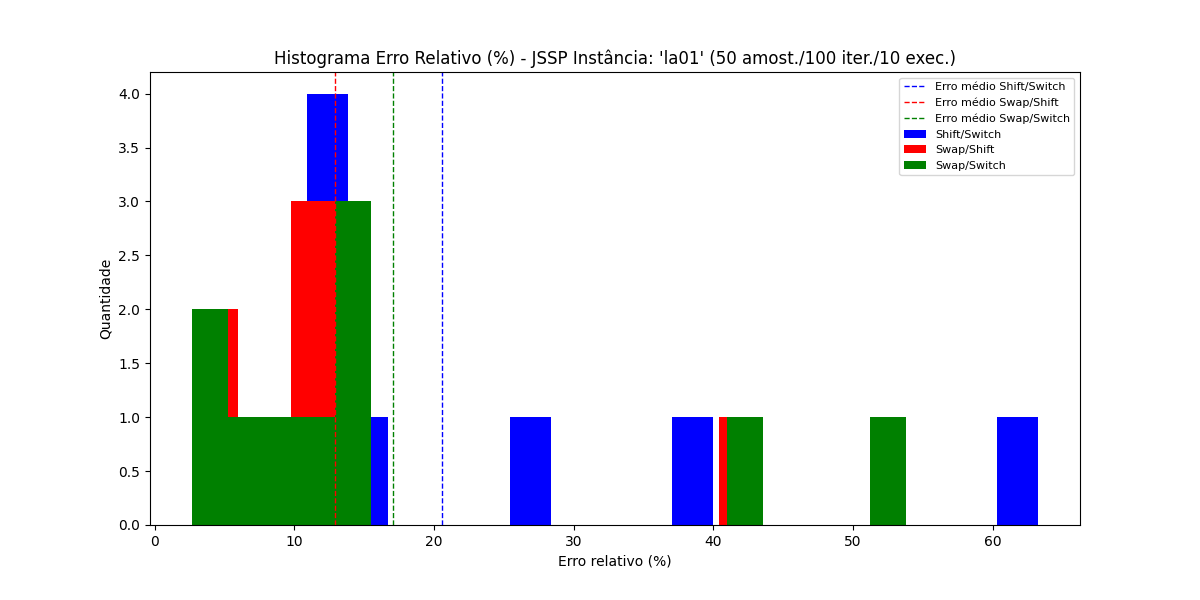 Histograma Erro Relativo (%) - JSSP Instância: 'la01' (50 amost./100 iter./10 exec.)
Erro médio Shift/Switch
Erro médio Swap/Shift
Erro médio Swap/Switch
Shift/Switch
Swap/Shift
Swap/Switch
Quantidade
4.0
3.5
3.0
2.5
2.0
1.5
1.0
0.5
0.0
0 10 20 30 40 50 60
Erro relativo (%)